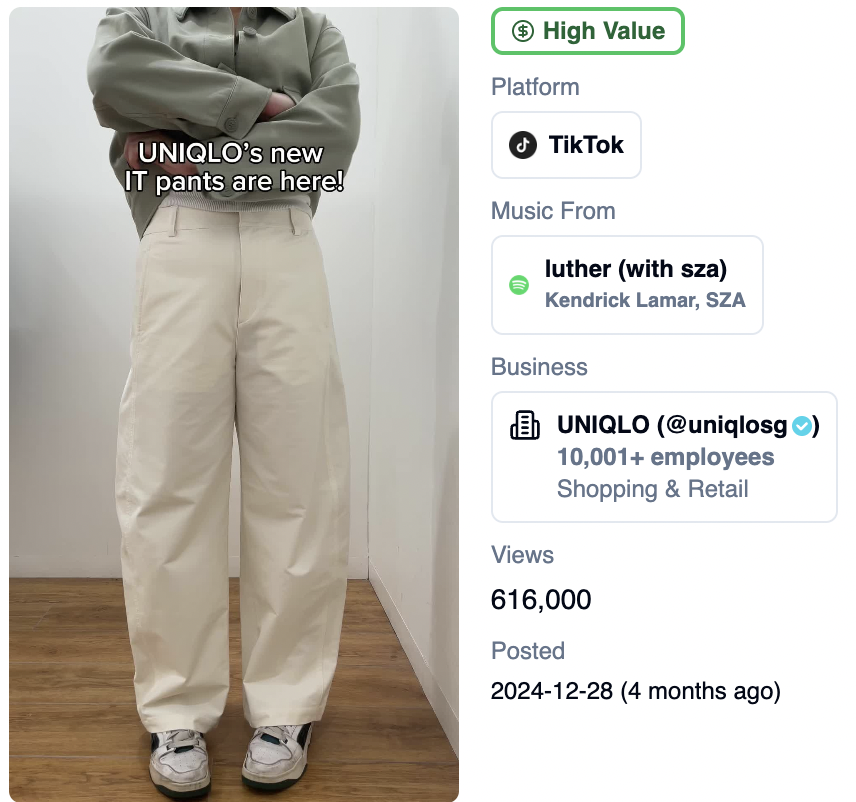 UNIQLO's new
IT pants are here!
High Value
Platform
TikTok
Music From
luther (with sza)
Kendrick Lamar, SZA
Business
UNIQLO (@uniqlosg)
10,001+ employees
Shopping & Retail
Views
616,000
Posted
2024-12-28 (4 months ago)